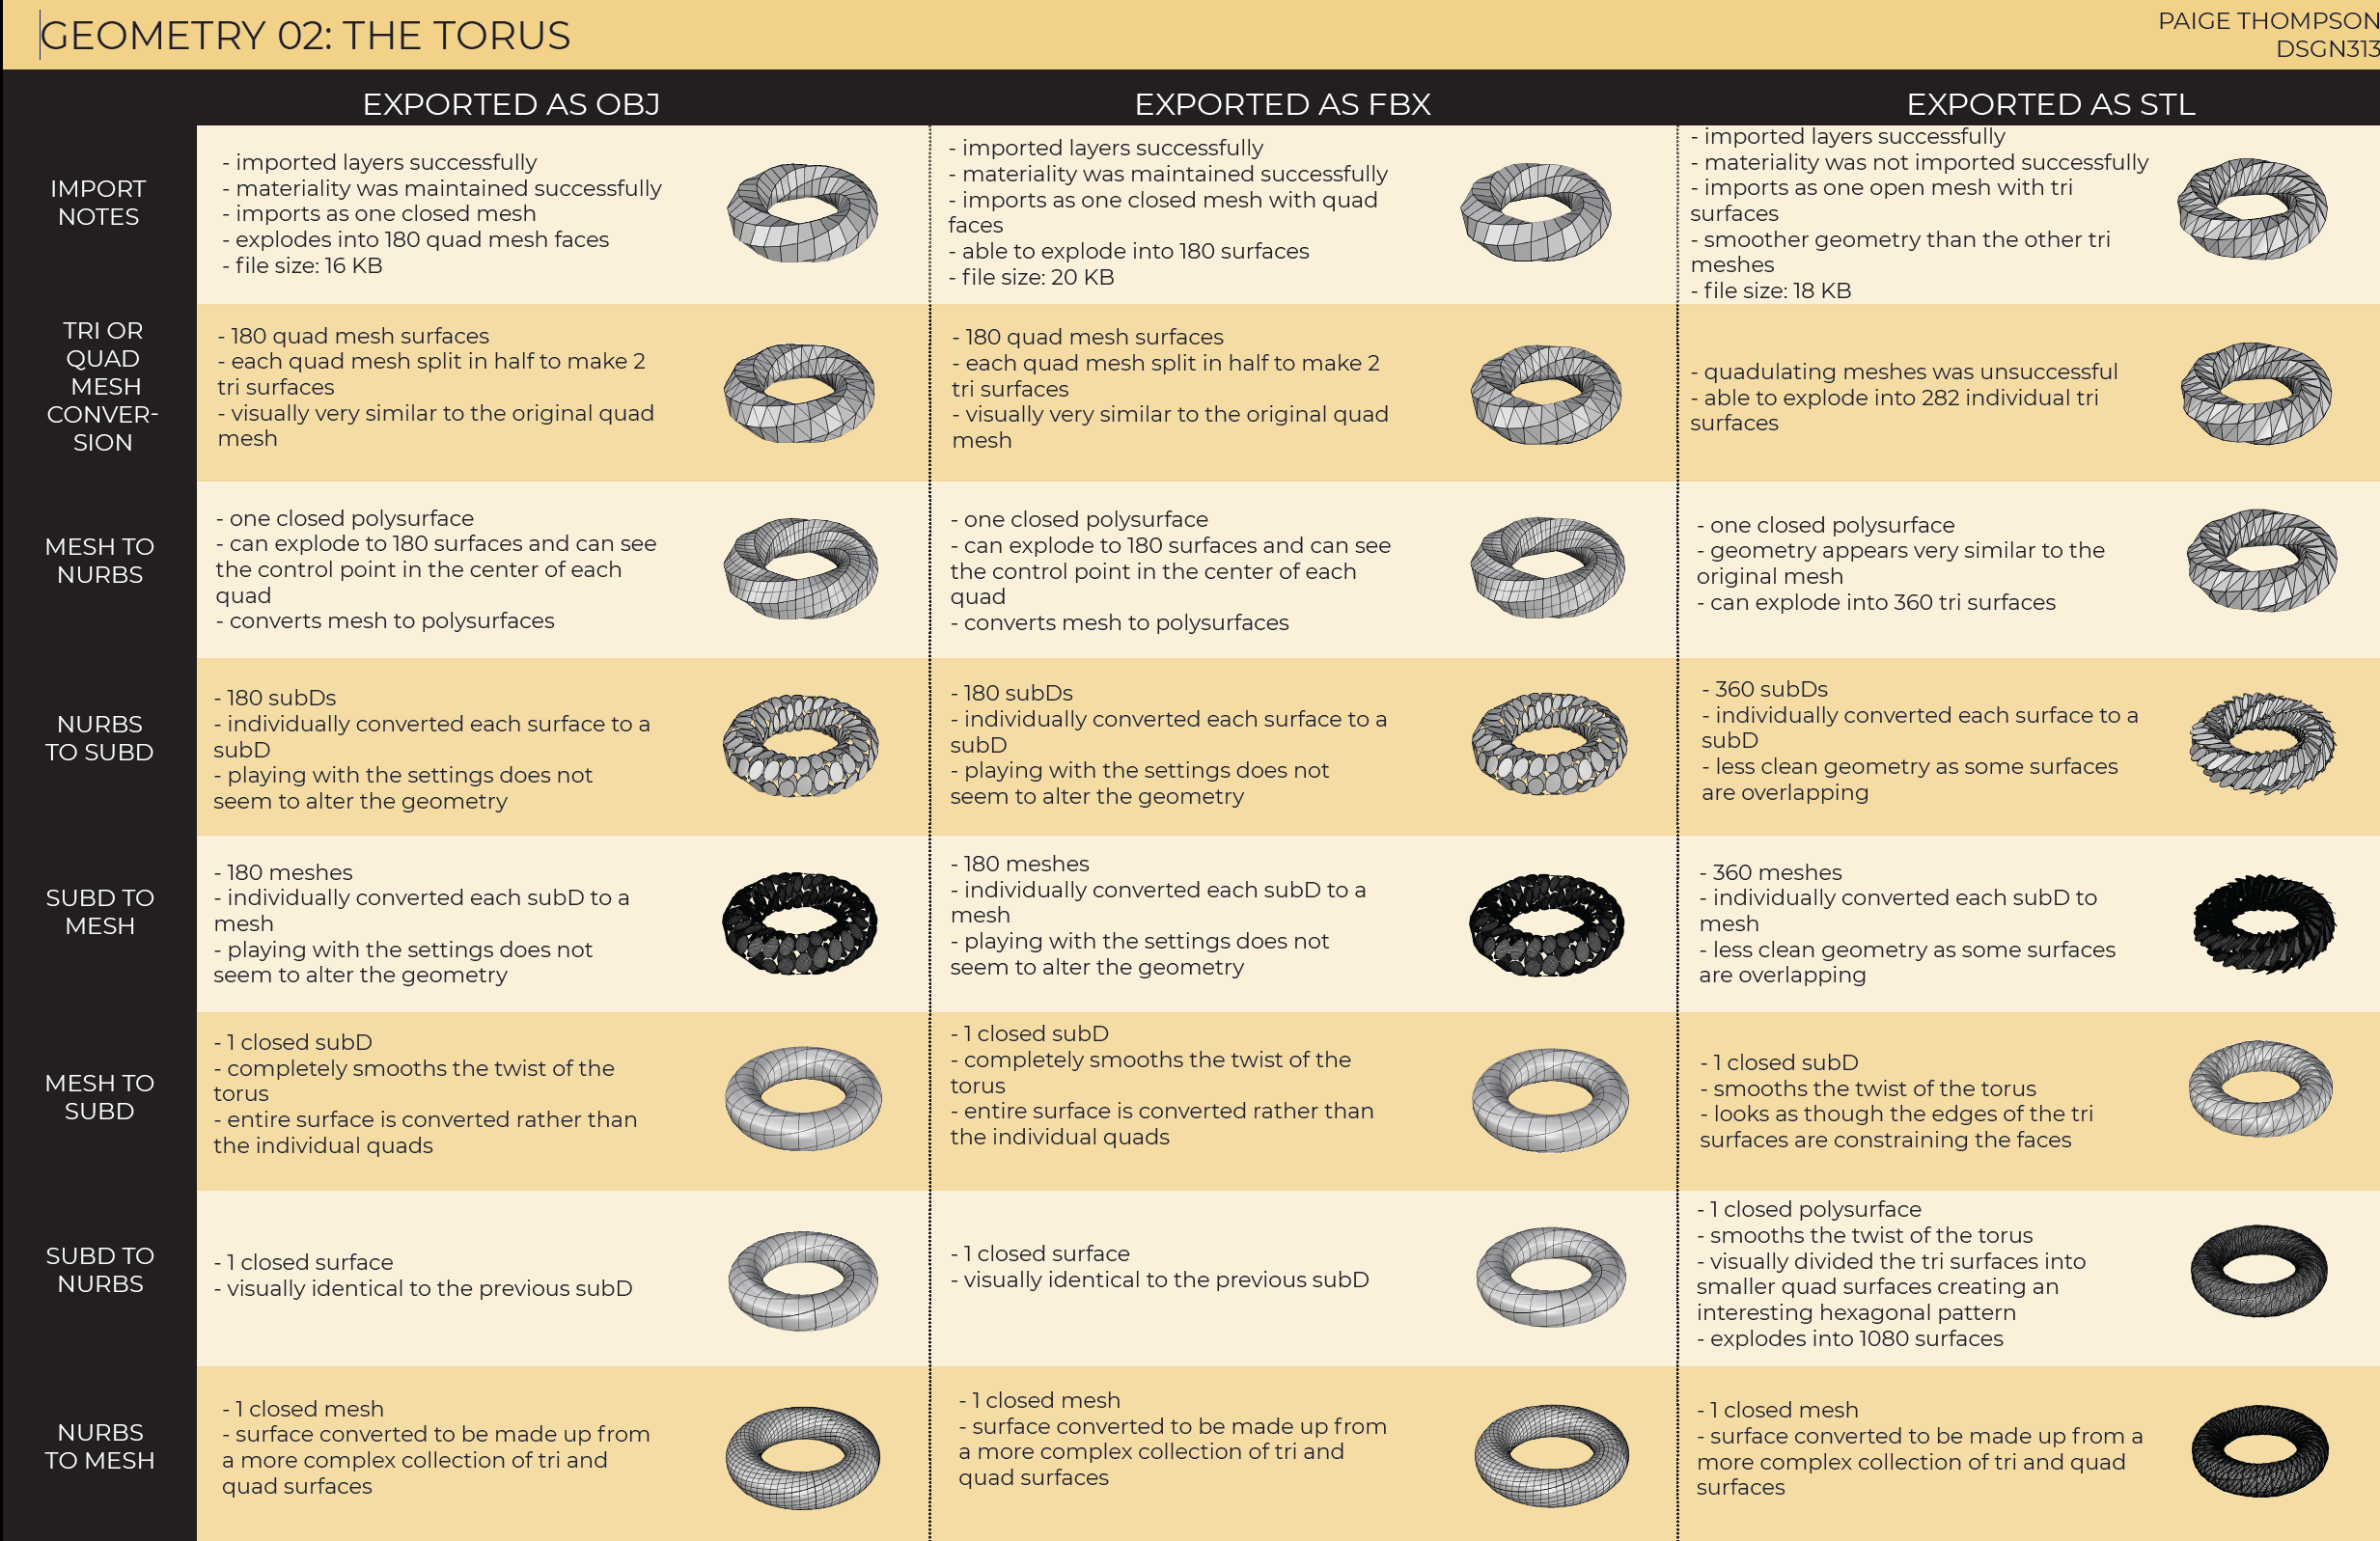 GEOMETRY 02: THE TORUS
PAIGE THOMPSON
DSGN313
EXPORTED AS OBJ
EXPORTED AS FBX
EXPORTED AS STL
IMPORT
NOTES
- imported layers successfully
- materiality was maintained successfully
- imports as one closed mesh
- explodes into 180 quad mesh faces
- file size: 16 KB
- imported layers successfully
- materiality was maintained successfully
- imports as one closed mesh with quad
faces
- able to explode into 180 surfaces
- file size: 20 KB
- imported layers successfully
- materiality was not imported successfully
- imports as one open mesh with tri
surfaces
- smoother geometry than the other tri
meshes
- file size: 18 KB
TRI OR
QUAD
MESH
CONVER-
SION
- 180 quad mesh surfaces
- each quad mesh split in half to make 2
tri surfaces
- visually very similar to the original quad
mesh
- 180 quad mesh surfaces
- each quad mesh split in half to make 2
tri surfaces
- visually very similar to the original quad
mesh
- quadulating meshes was unsuccessful
- able to explode into 282 individual tri
surfaces
MESH TO
NURBS
- one closed polysurface
- can explode to 180 surfaces and can see
the control point in the center of each
quad
- converts mesh to polysurfaces
- one closed polysurface
- can explode to 180 surfaces and can see
the control point in the center of each
quad
- converts mesh to polysurfaces
- one closed polysurface
- geometry appears very similar to the
original mesh
- can explode into 360 tri surfaces
NURBS
TO SUBD
- 180 subDs
- individually converted each surface to a
subD
- playing with the settings does not
seem to alter the geometry
- 180 subDs
- individually converted each surface to a
subD
- playing with the settings does not
seem to alter the geometry
- 360 subDs
- individually converted each surface to a
subD
- less clean geometry as some surfaces
are overlapping
SUBD TO
MESH
- 180 meshes
- individually converted each subD to a
mesh
- playing with the settings does not
seem to alter the geometry
- 180 meshes
- individually converted each subD to a
mesh
- playing with the settings does not
seem to alter the geometry
- 360 meshes
- individually converted each subD to
mesh
- less clean geometry as some surfaces
are overlapping
MESH TO
SUBD
- 1 closed subD
- completely smooths the twist of the
torus
- entire surface is converted rather than
the individual quads
- 1 closed subD
- completely smooths the twist of the
torus
- entire surface is converted rather than
the individual quads
- 1 closed subD
- smooths the twist of the torus
- looks as though the edges of the tri
surfaces are constraining the faces
SUBD TO
NURBS
- 1 closed surface
- visually identical to the previous subD
- 1 closed surface
- visually identical to the previous subD
- 1 closed polysurface
- smooths the twist of the torus
- visually divided the tri surfaces into
smaller quad surfaces creating an
interesting hexagonal pattern
- explodes into 1080 surfaces
NURBS
TO MESH
- 1 closed mesh
- surface converted to be made up from
a more complex collection of tri and
quad surfaces
- 1 closed mesh
- surface converted to be made up from
a more complex collection of tri and
quad surfaces
- 1 closed mesh
- surface converted to be made up from a
more complex collection of tri and quad
surfaces